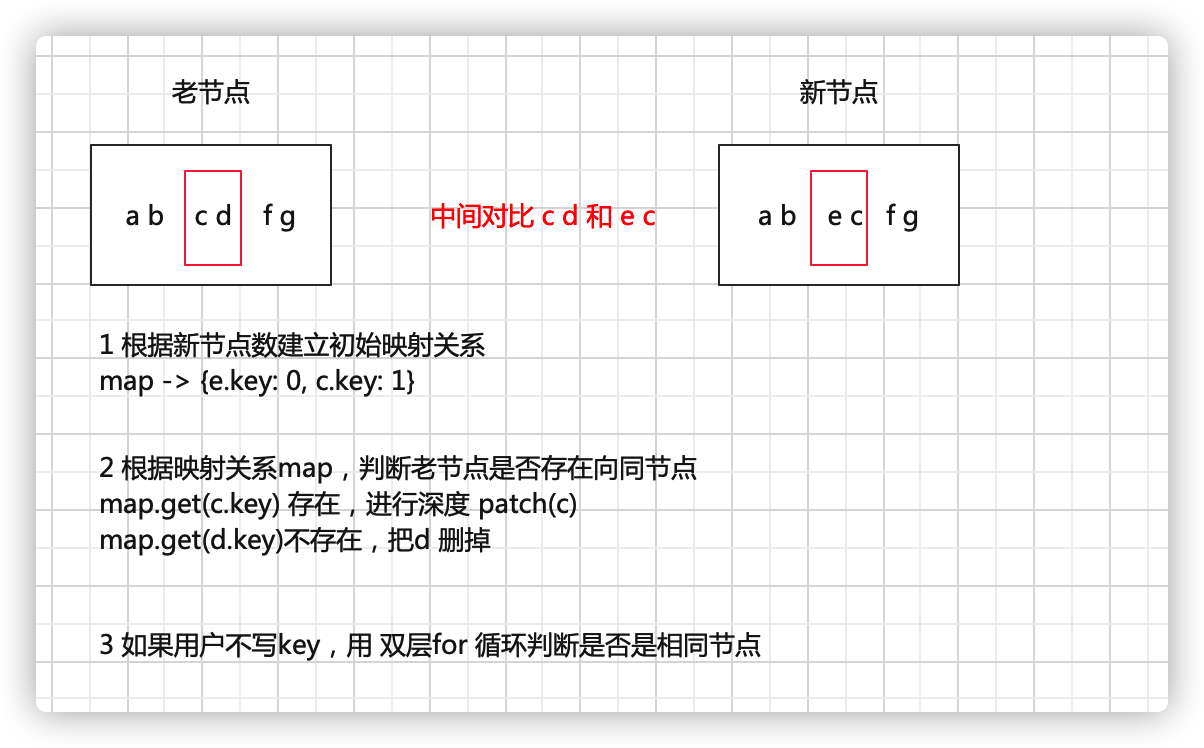 老节点
新节点
a b c d f g
中间对比 c d 和 e c
a b e c f g
1 根据新节点数建立初始映射关系
map -> {e.key: 0, c.key: 1}
2 根据映射关系map，判断老节点是否存在向同节点
map.get(c.key) 存在，进行深度 patch(c)
map.get(d.key)不存在，把d 删掉
3 如果用户不写key，用 双层for 循环判断是否是相同节点